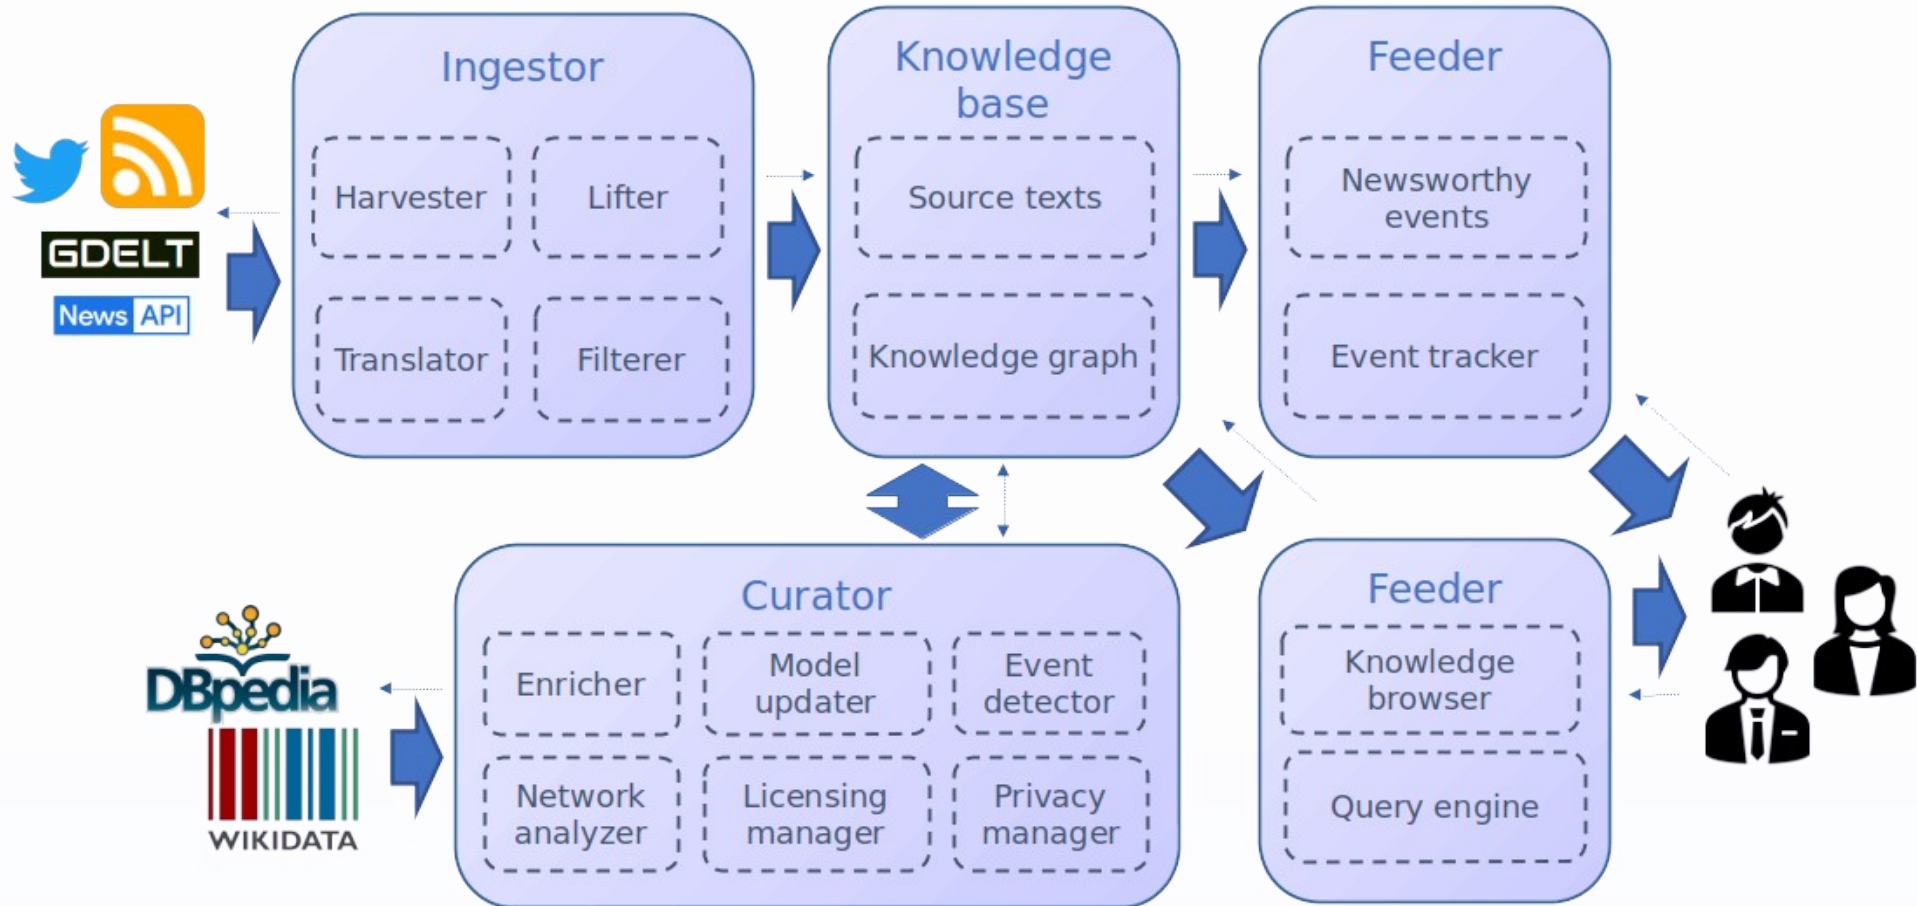 Ingestor
Harvester
Lifter
Translator
Filterer
GDELT
News API
Knowledge
base
Source texts
Knowledge graph
Feeder
Newsworthy
events
Event tracker
DBpedia
WIKIDATA
Curator
Enricher
Model
updater
Event
detector
Network
analyzer
Licensing
manager
Privacy
manager
Feeder
Knowledge
browser
Query engine